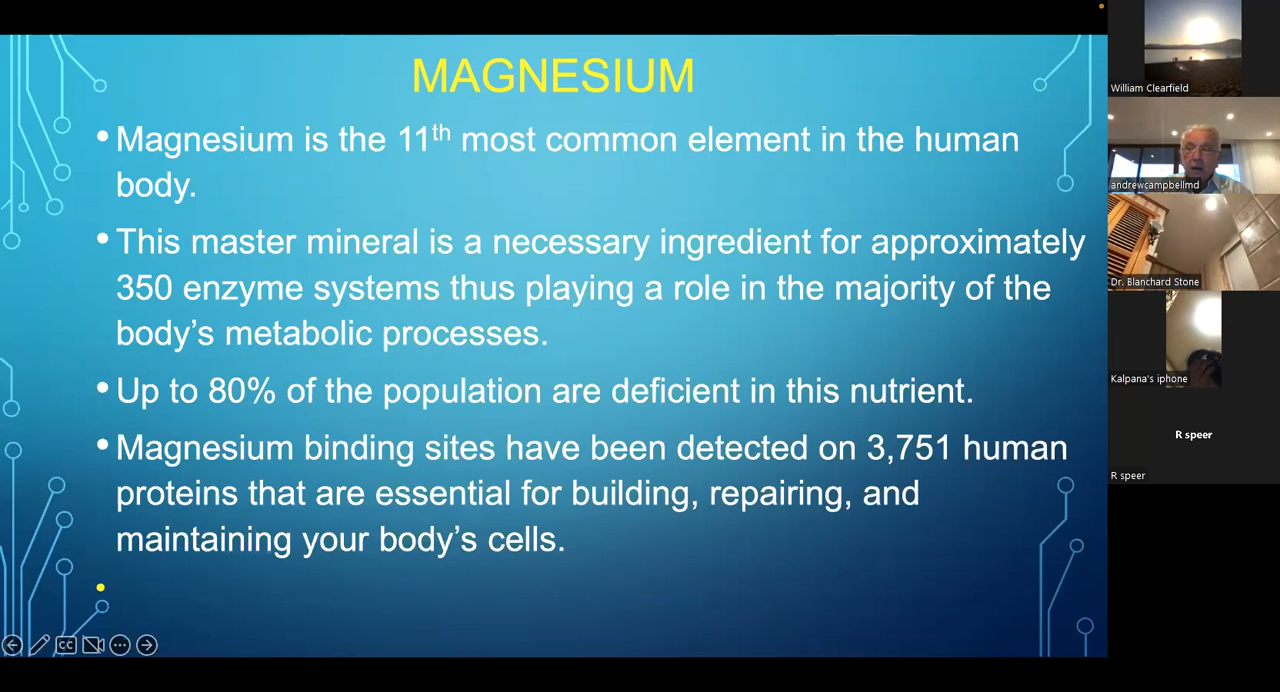 MAGNESIUM
• Magnesium is the 11th most common element in the human
body.
• This master mineral is a necessary ingredient for approximately
350 enzyme systems thus playing a role in the majority of the
body’s metabolic processes.
• Up to 80% of the population are deficient in this nutrient.
• Magnesium binding sites have been detected on 3,751 human
proteins that are essential for building, repairing, and
maintaining your body’s cells.
•
CC
William Clearfield
andrewcampbellmd
Dr. Blanchard Stone
Kalpana's iphone
R speer
R speer